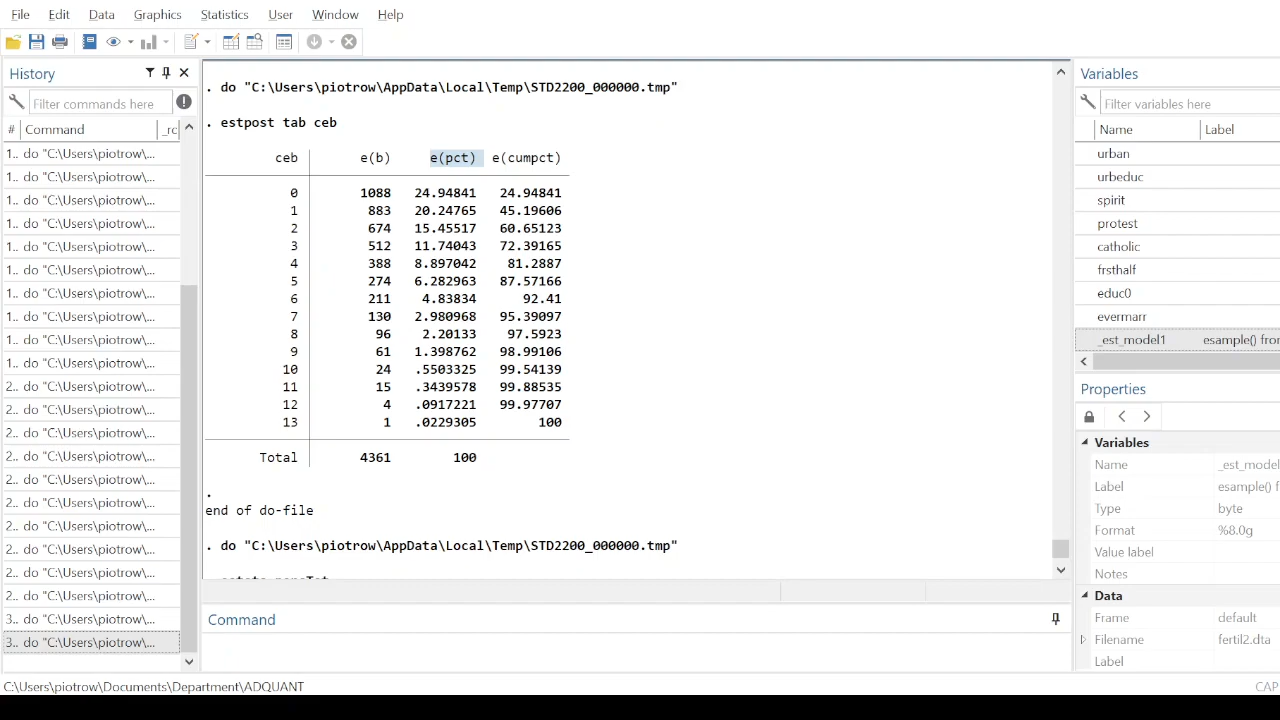 File Edit Data Graphics Statistics User Window Help
History
Filter commands here
# Command _rc
1.. do "C:\Users\piotrow/...
1.. do "C:\Users\piotrow/...
1.. do "C:\Users\piotrow/...
1.. do "C:\Users\piotrow/...
1.. do "C:\Users\piotrow/...
1.. do "C:\Users\piotrow/...
1.. do "C:\Users\piotrow/...
1.. do "C:\Users\piotrow/...
1.. do "C:\Users\piotrow/...
1.. do "C:\Users\piotrow/...
2.. do "C:\Users\piotrow/...
2.. do "C:\Users\piotrow/...
2.. do "C:\Users\piotrow/...
2.. do "C:\Users\piotrow/...
2.. do "C:\Users\piotrow/...
2.. do "C:\Users\piotrow/...
2.. do "C:\Users\piotrow/...
2.. do "C:\Users\piotrow/...
2.. do "C:\Users\piotrow/...
2.. do "C:\Users\piotrow/...
3.. do "C:\Users\piotrow/...
3.. do "C:\Users\piotrow/...
. do "C:\Users\piotrow\AppData\Local\Temp\STD2200_000000.tmp"
. estpost tab ceb
ceb e(b) e(pct) e(cumpct)
0 1088 24.94841 24.94841
1 883 20.24765 45.19606
2 674 15.45517 60.65123
3 512 11.74043 72.39165
4 388 8.897042 81.2887
5 274 6.282963 87.57166
6 211 4.83834 92.41
7 130 2.980968 95.39097
8 96 2.20133 97.5923
9 61 1.398762 98.99106
10 24 .5503325 99.54139
11 15 .3439578 99.88535
12 4 .0917221 99.97707
13 1 .0229305 100
Total 4361 100
.
end of do-file
. do "C:\Users\piotrow\AppData\Local\Temp\STD2200_000000.tmp"
Command
Variables
Filter variables here
Name Label
urban
urbeduc
spirit
protest
catholic
frsthalf
educ0
evermarr
_est_model1 esample() from
Properties
Variables
Name _est_model
Label esample() f
Type byte
Format %8.0g
Value label
Notes
Data
Frame default
Filename fertil2.dta
Label
C:\Users\piotrow\Documents\Department\ADQUANT
CAP